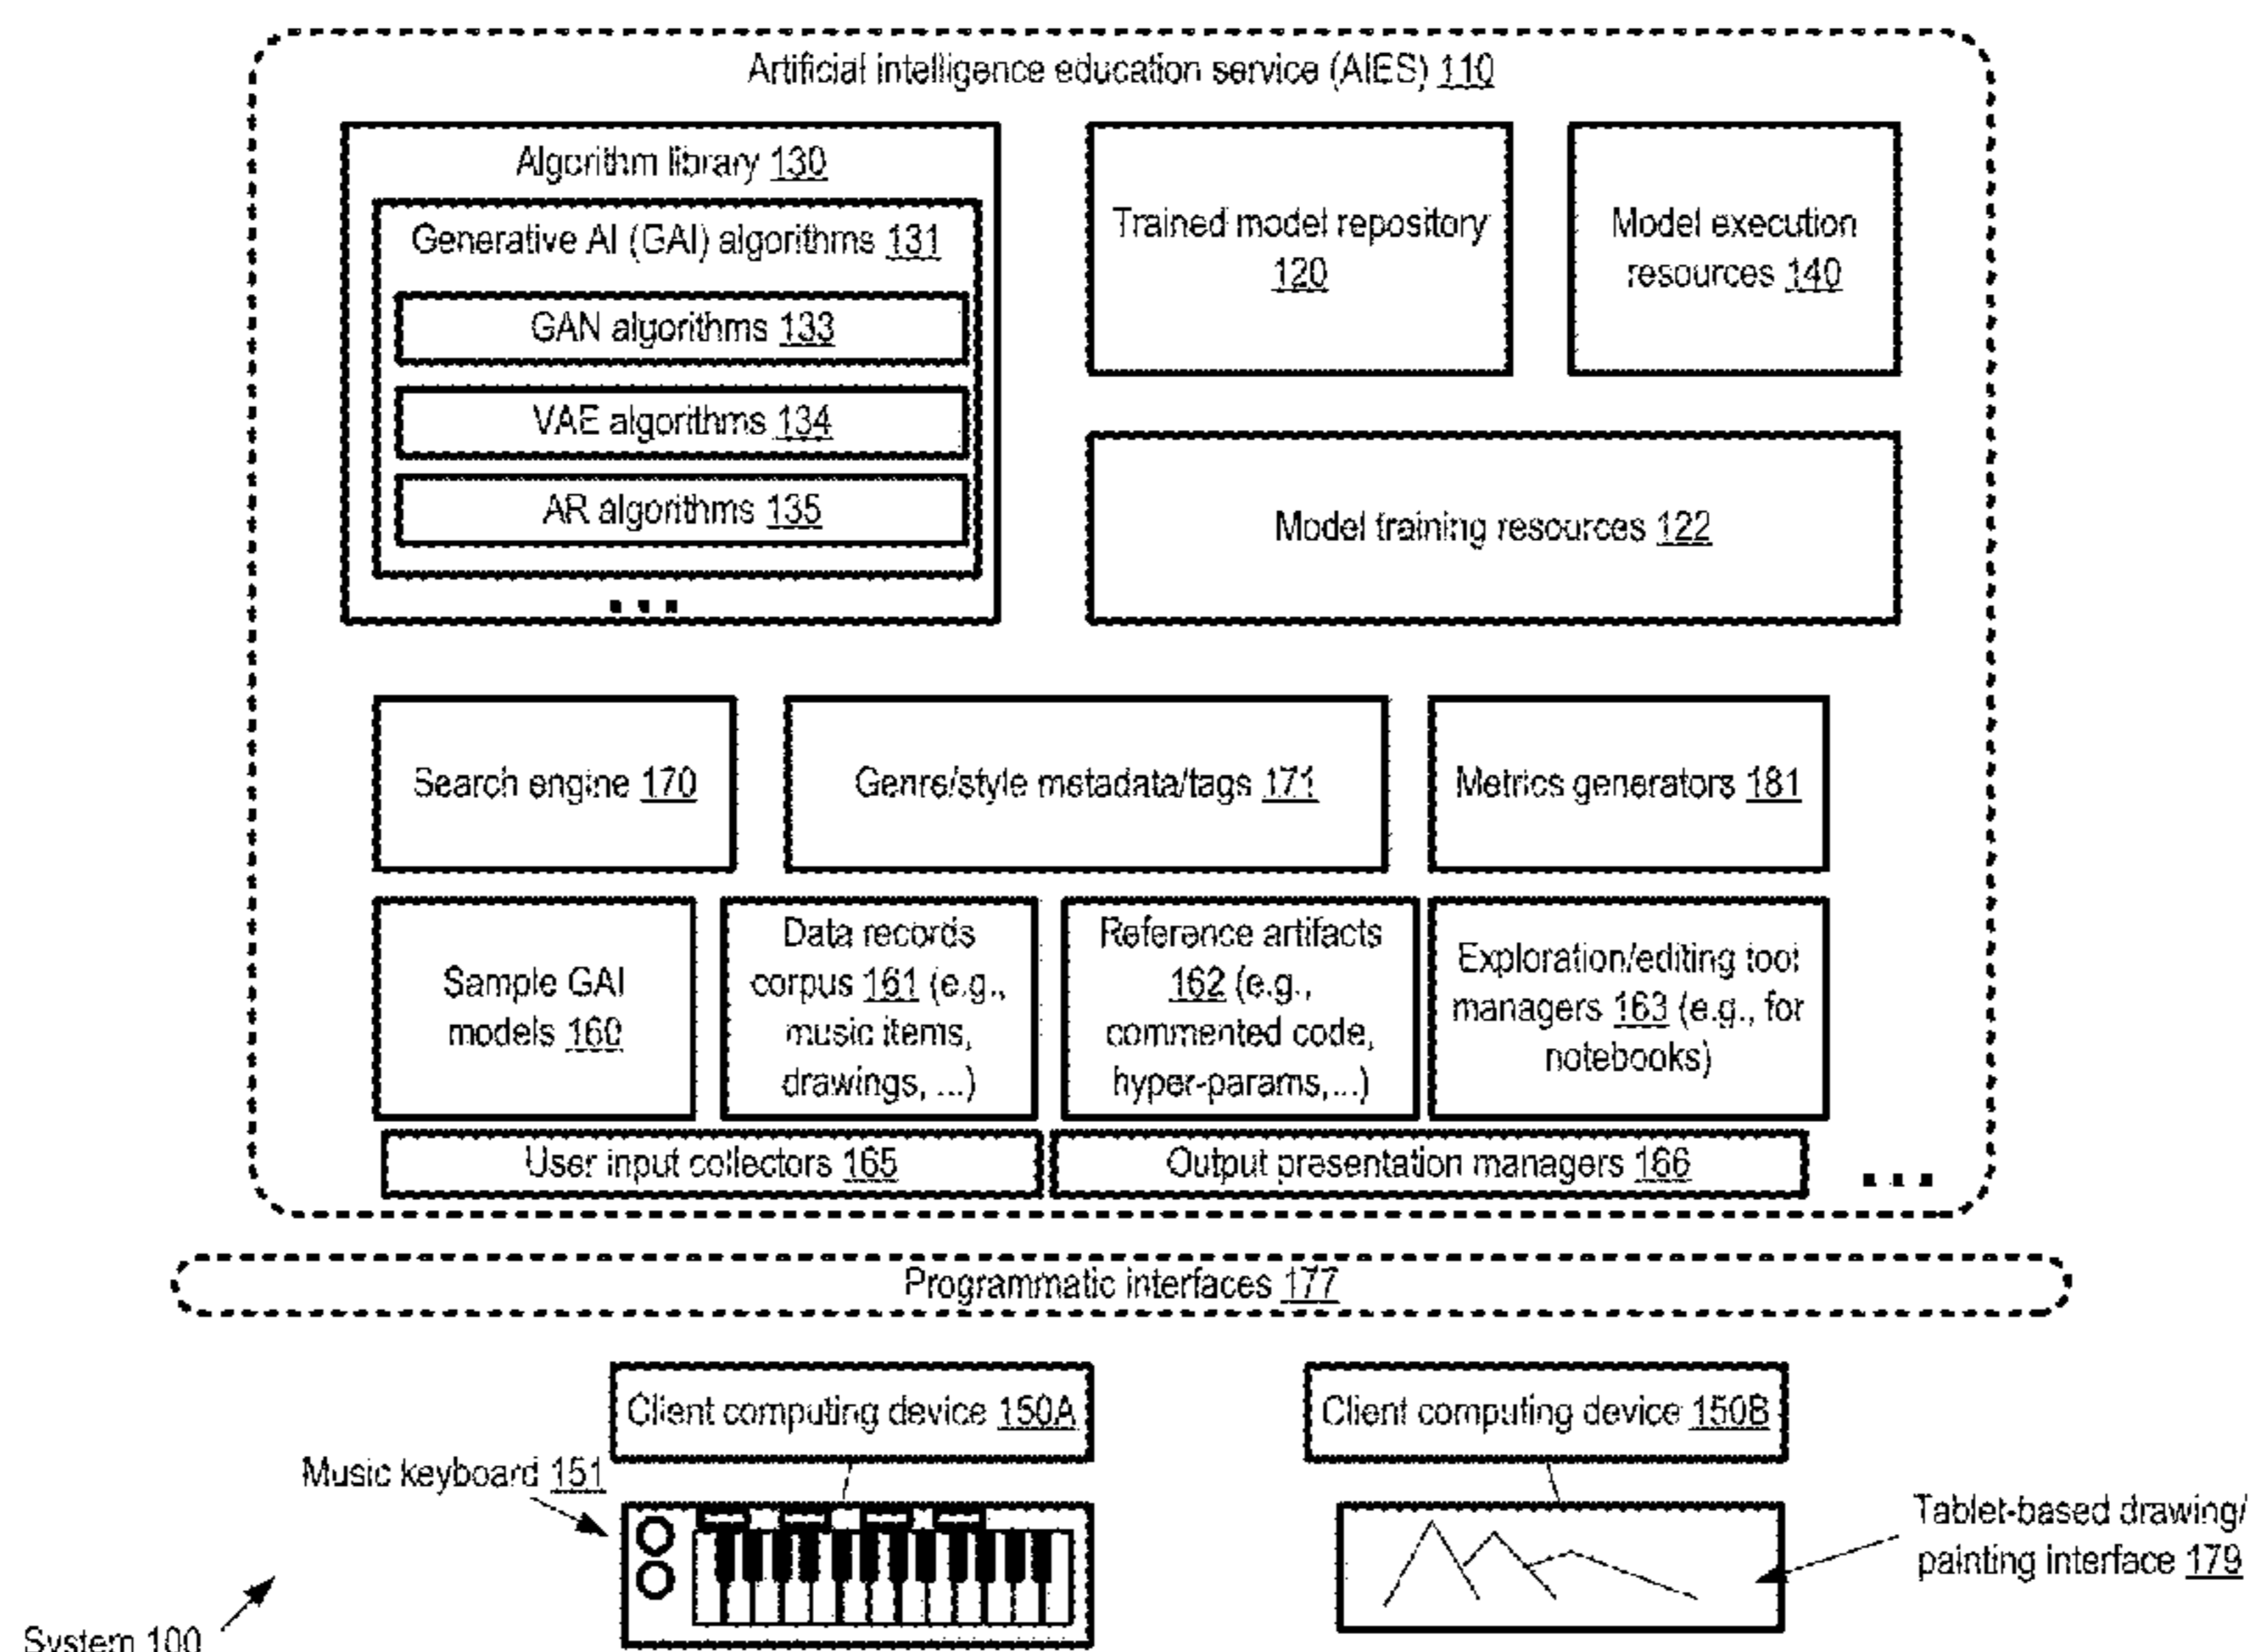 Artificial intelligence education service (AIES) 110
Algorithm library 130
Generative AI (GAI) algorithms 131
GAN algorithms 133
VAE algorithms 134
AR algorithms 135
...
Trained model repository
120
Model execution
resources 140
Model training resources 122
Search engine 170
Genre/style metadata/tags 171
Metrics generators 181
Sample GAI
models 160
Data records
corpus 161 (e.g.,
music items,
drawings, ...)
Reference artifacts
162 (e.g.,
commented code,
hyper-params,...)
Exploration/editing tool
managers 163 (e.g., for
notebooks)
User input collectors 165
Output presentation managers 166
...
Programmatic interfaces 177
Client computing device 150A
Client computing device 150B
Music keyboard 151
Tablet-based drawing/
painting interface 179
System 100